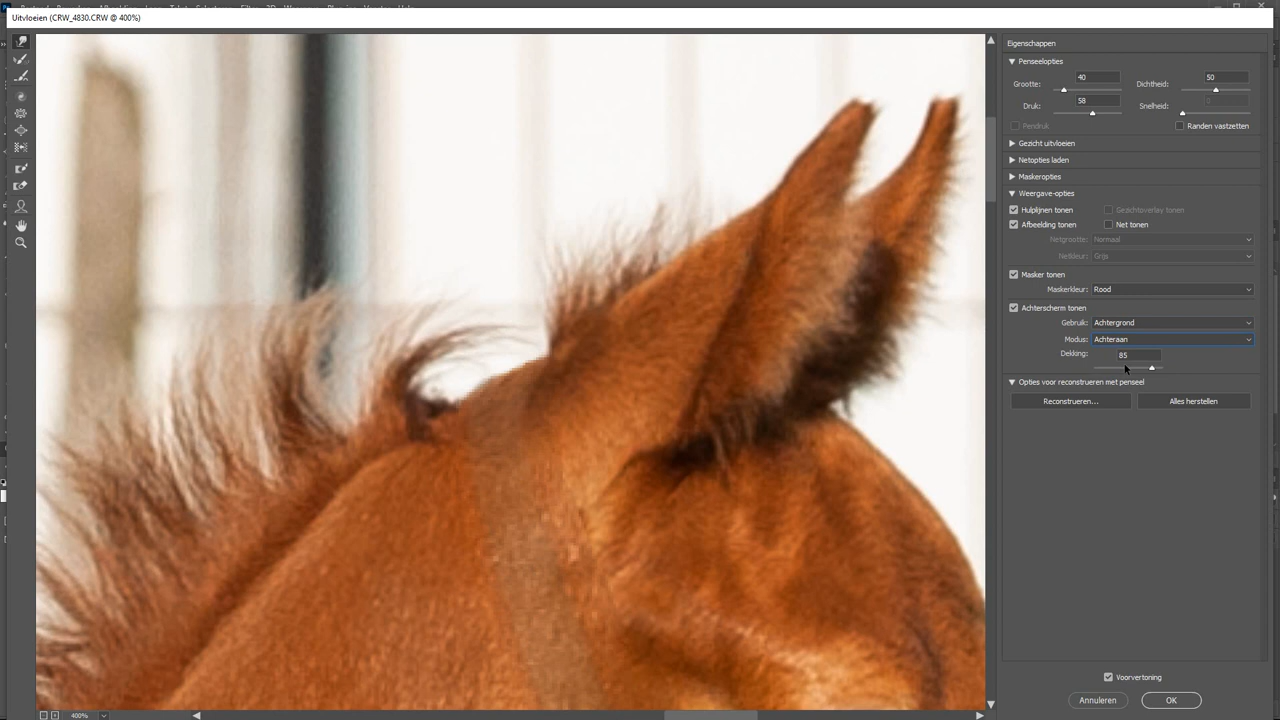 Uitvloeien (CRW_4830.CRW @ 400%)
Eigenschappen
Penseelopties
Grootte: 40 Dichtheid: 50
Druk: 58 Snelheid: 0
Pendruk Randen vastzetten
Gezicht uitvloeien
Netopties laden
Maskeropties
Weergave-opties
Hulplijnen tonen Gezichtoverlay tonen
Afbeelding tonen Net tonen
Netgrootte: Normaal
Netkleur: Grijs
Masker tonen
Maskerkleur: Rood
Achterscherm tonen
Gebruik: Achtergrond
Modus: Achteraan
Dekking: 85
Opties voor reconstrueren met penseel
Reconstrueren... Alles herstellen
Voorvertoning
Annuleren OK
400%